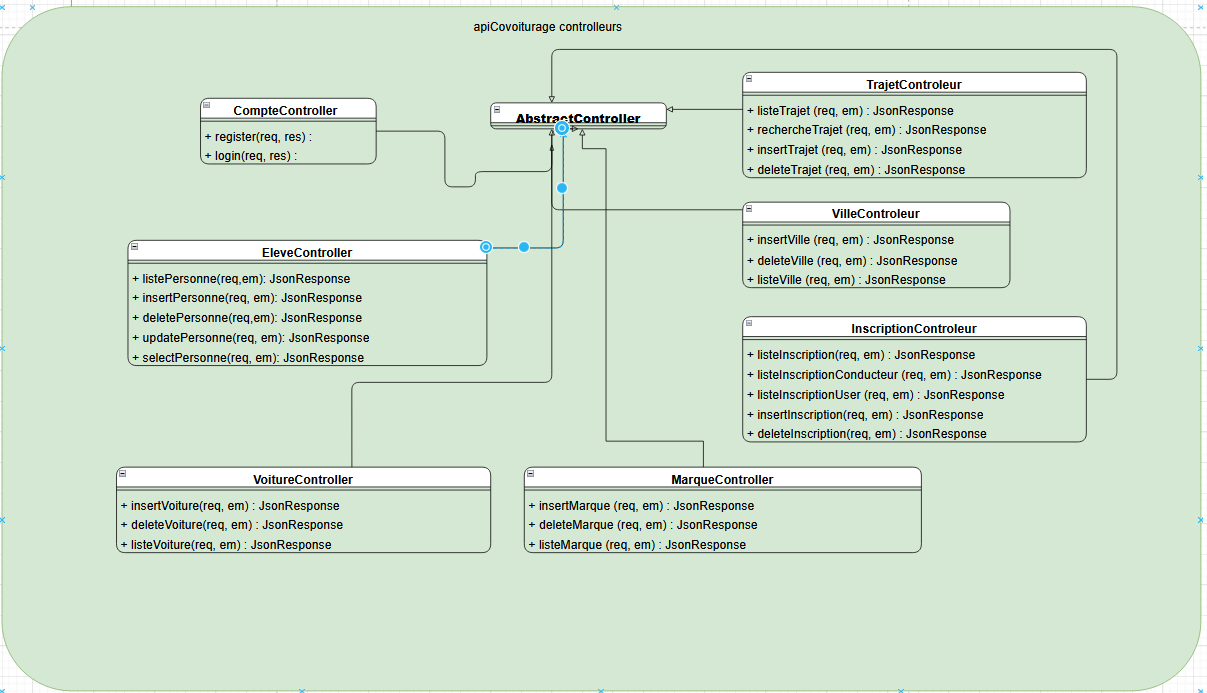 apiCovoiturage controlleurs
CompteController
+ register(req, res) :
+ login(req, res) :
AbstractController
TrajetControleur
+ listeTrajet (req, em) : JsonResponse
+ rechercheTrajet (req, em) : JsonResponse
+ insertTrajet (req, em) : JsonResponse
+ deleteTrajet (req, em) : JsonResponse
VilleControleur
+ insertVille (req, em) : JsonResponse
+ deleteVille (req, em) : JsonResponse
+ listeVille (req, em) : JsonResponse
EleveController
+ listePersonne(req,em): JsonResponse
+ insertPersonne(req, em): JsonResponse
+ deletePersonne(req,em): JsonResponse
+ updatePersonne(req, em): JsonResponse
+ selectPersonne(req, em): JsonResponse
InscriptionControleur
+ listeInscription(req, em) : JsonResponse
+ listeInscriptionConducteur (req, em) : JsonResponse
+ listeInscriptionUser (req, em) : JsonResponse
+ insertInscription(req, em) : JsonResponse
+ deleteInscription(req, em) : JsonResponse
VoitureController
+ insertVoiture(req, em) : JsonResponse
+ deleteVoiture(req, em) : JsonResponse
+ listeVoiture(req, em) : JsonResponse
MarqueController
+ insertMarque (req, em) : JsonResponse
+ deleteMarque (req, em) : JsonResponse
+ listeMarque (req, em) : JsonResponse